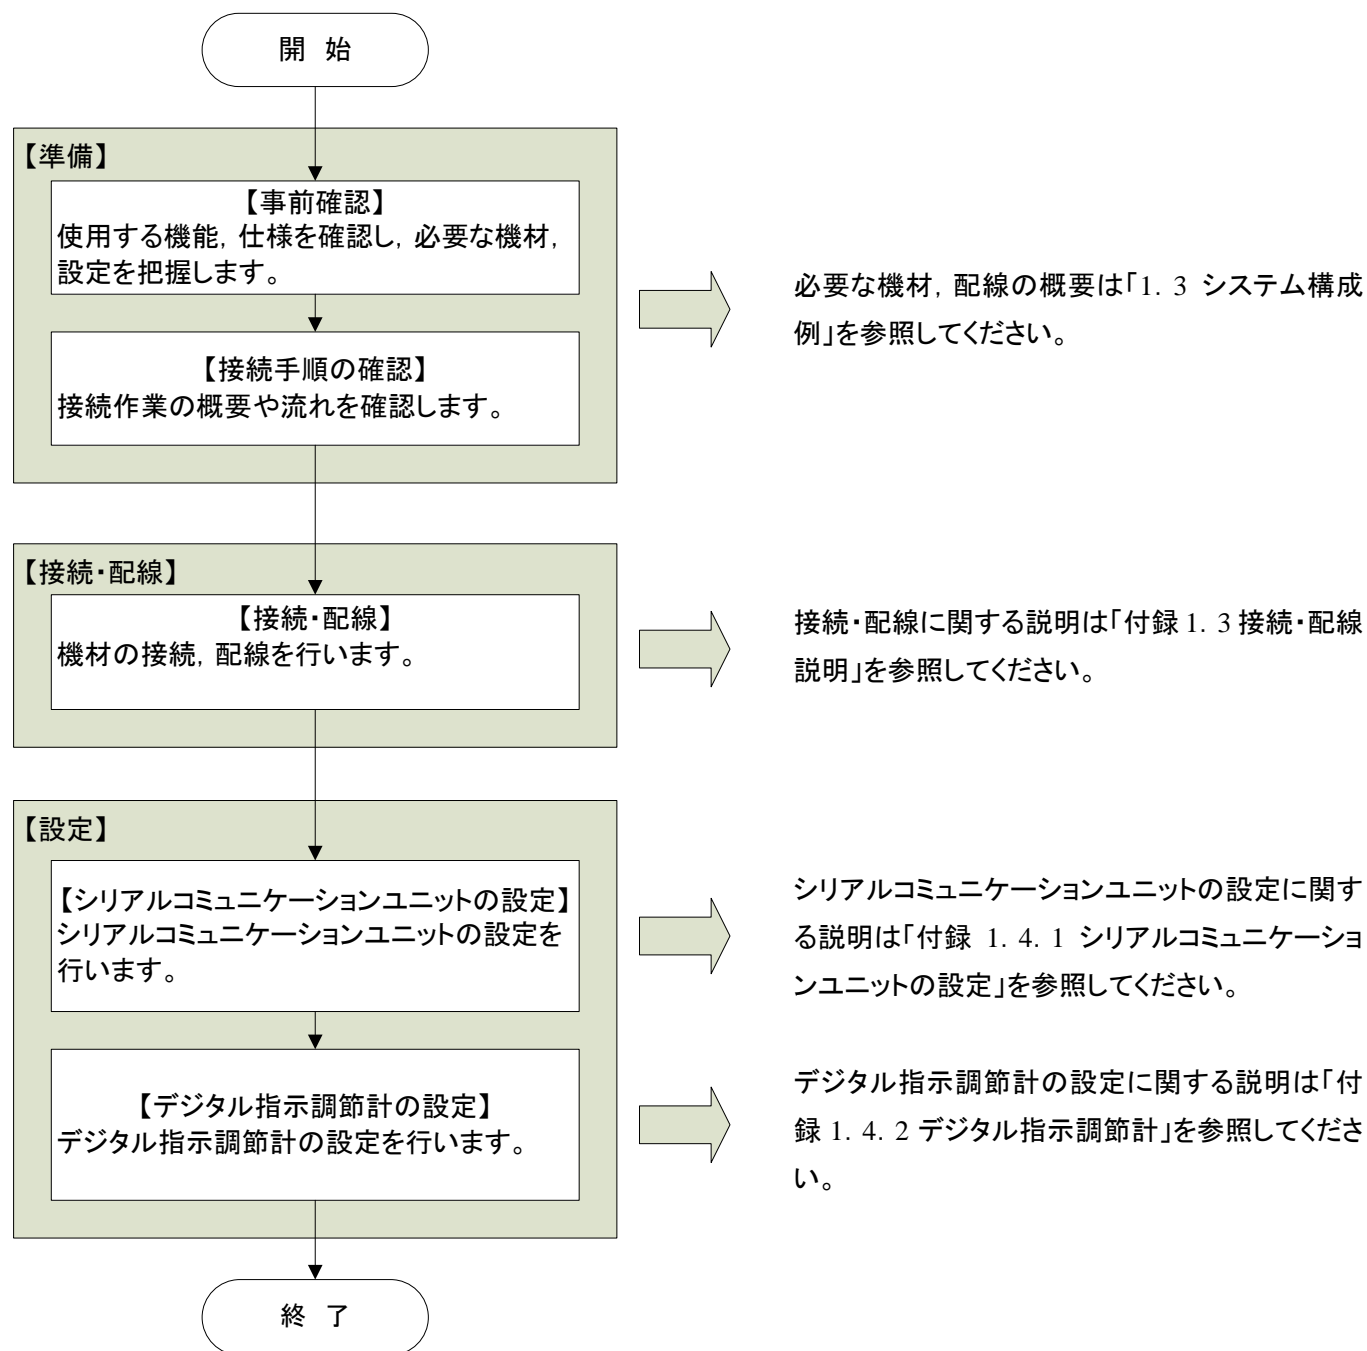 開 始
【準備】
【事前確認】
使用する機能，仕様を確認し，必要な機材，
設定を把握します。
必要な機材，配線の概要は「1．3 システム構成
例」を参照してください。
【接続手順の確認】
接続作業の概要や流れを確認します。
【接続・配線】
【接続・配線】
機材の接続，配線を行います。
接続・配線に関する説明は「付録 1．3 接続・配線
説明」を参照してください。
【設定】
【シリアルコミュニケーションユニットの設定】
シリアルコミュニケーションユニットの設定を
行います。
シリアルコミュニケーションユニットの設定に関す
る説明は「付録 1．4．1 シリアルコミュニケーショ
ンユニットの設定」を参照してください。
【デジタル指示調節計の設定】
デジタル指示調節計の設定を行います。
デジタル指示調節計の設定に関する説明は「付
録 1．4．2 デジタル指示調節計」を参照してくださ
い。
終 了